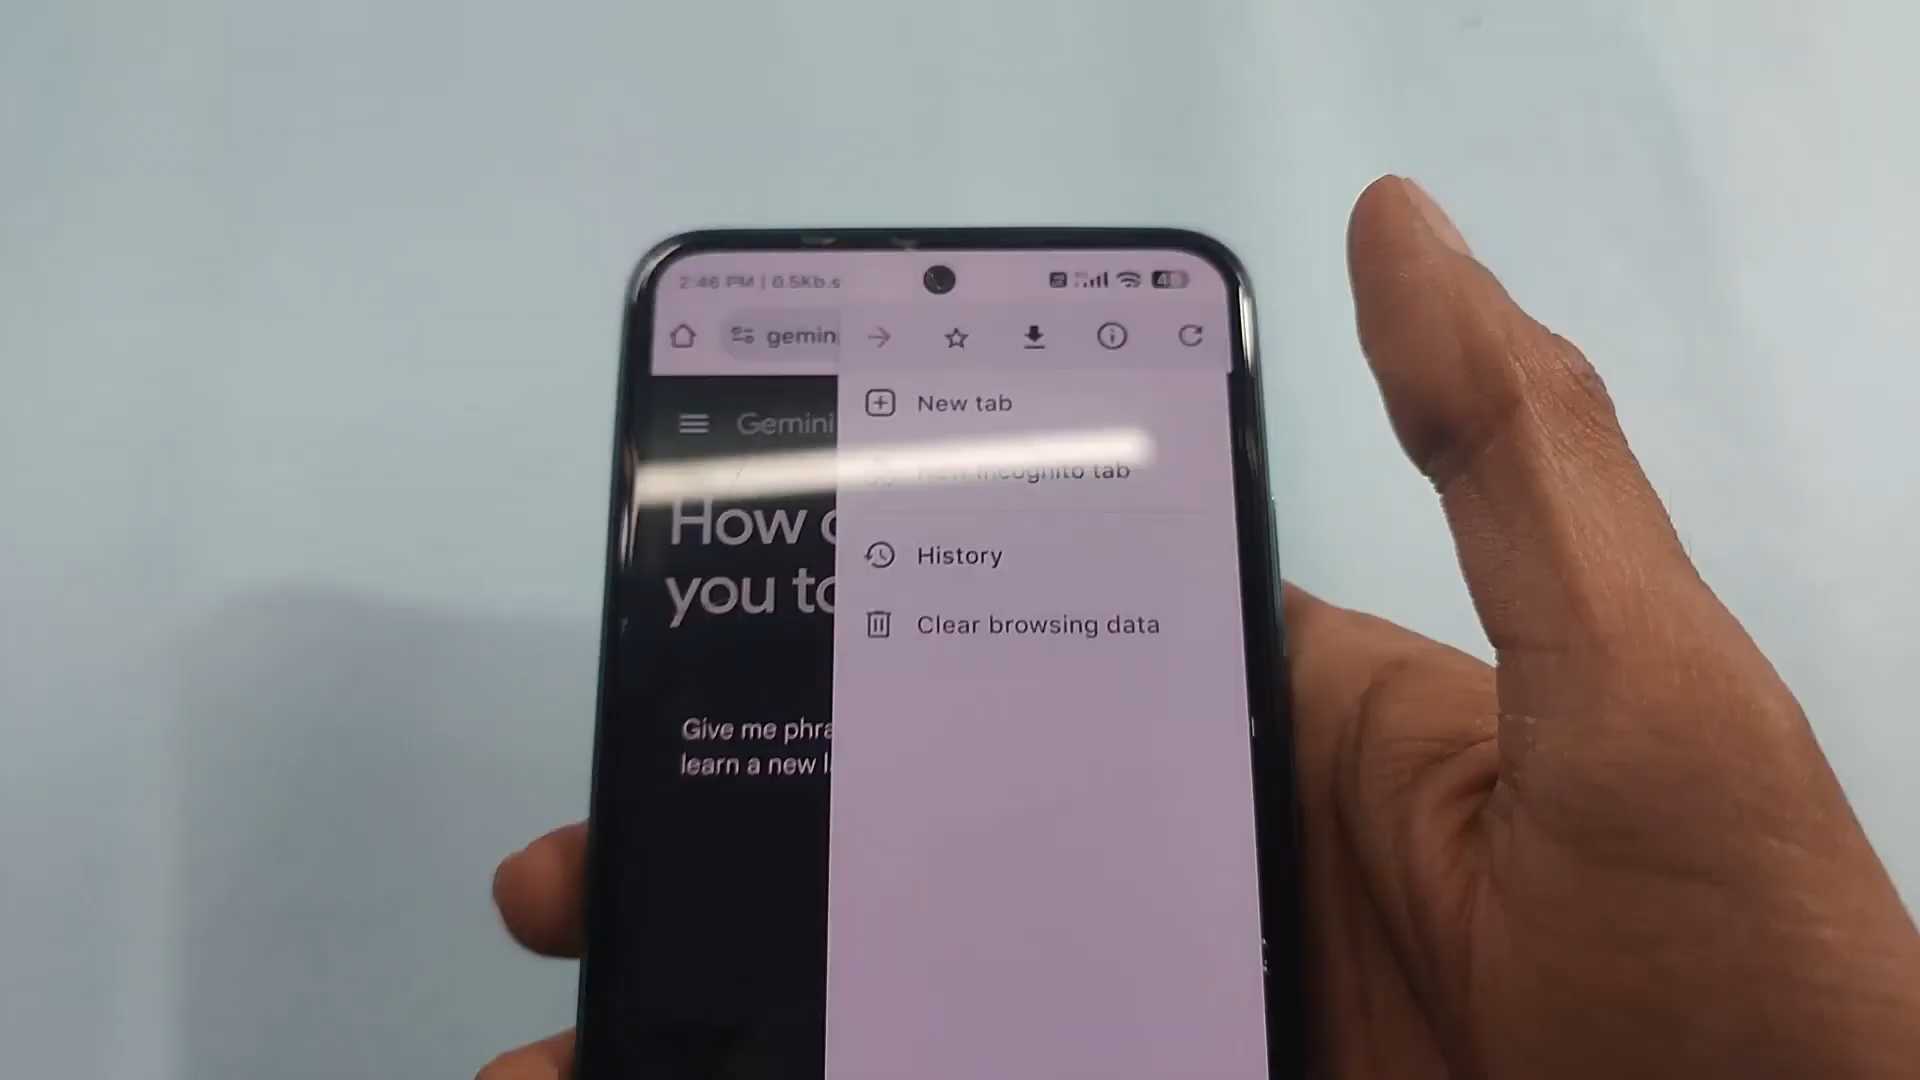 2:46 PM | 0.5Kb.s
gemin
Gemini
New tab
New incognito tab
How c
you to
History
Clear browsing data
Give me phra
learn a new l